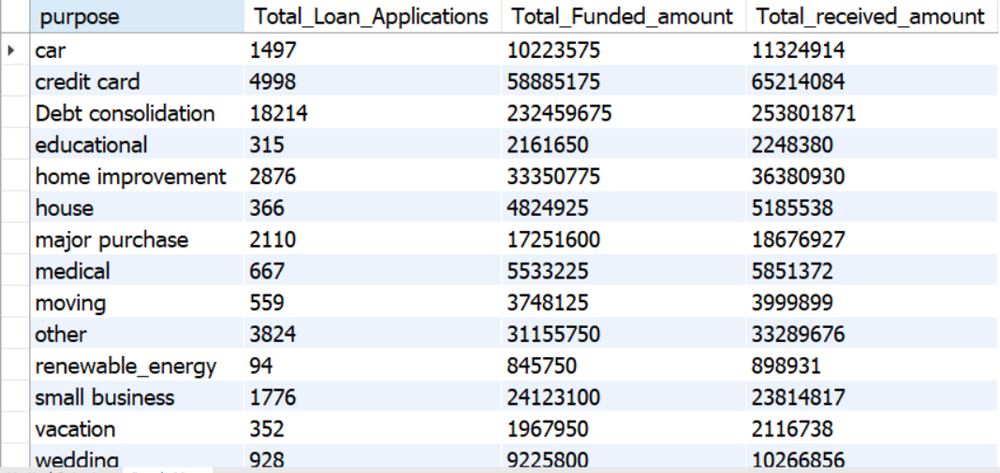 purpose Total_Loan_Applications Total_Funded_amount Total_received_amount
car 1497 10223575 11324914
credit card 4998 58885175 65214084
Debt consolidation 18214 232459675 253801871
educational 315 2161650 2248380
home improvement 2876 33350775 36380930
house 366 4824925 5185538
major purchase 2110 17251600 18676927
medical 667 5533225 5851372
moving 559 3748125 3999899
other 3824 31155750 33289676
renewable_energy 94 845750 898931
small business 1776 24123100 23814817
vacation 352 1967950 2116738
wedding 928 9225800 10266856